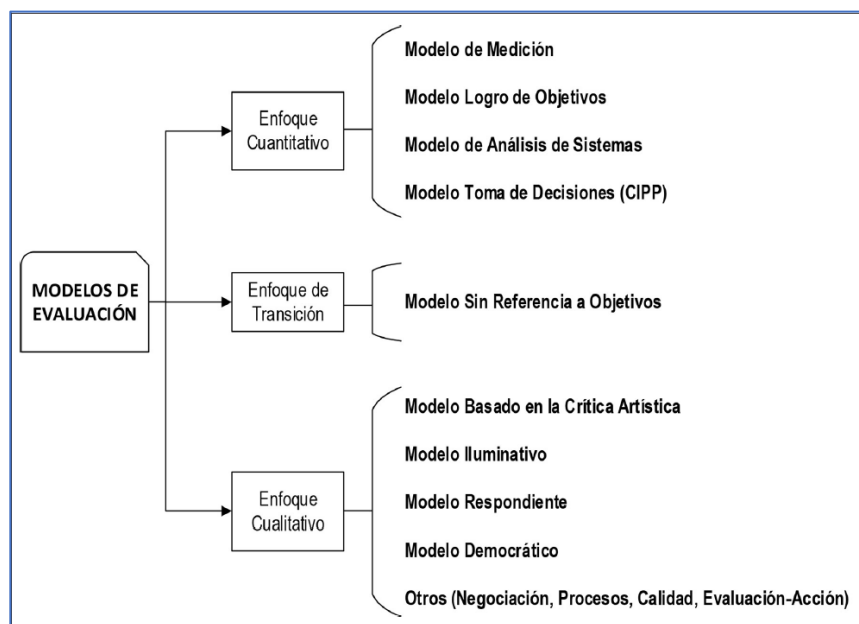 MODELOS DE
EVALUACIÓN
Enfoque
Cuantitativo
Modelo de Medición
Modelo Logro de Objetivos
Modelo de Análisis de Sistemas
Modelo Toma de Decisiones (CIPP)
Enfoque de
Transición
Modelo Sin Referencia a Objetivos
Enfoque
Cualitativo
Modelo Basado en la Crítica Artística
Modelo Iluminativo
Modelo Respondiente
Modelo Democrático
Otros (Negociación, Procesos, Calidad, Evaluación-Acción)